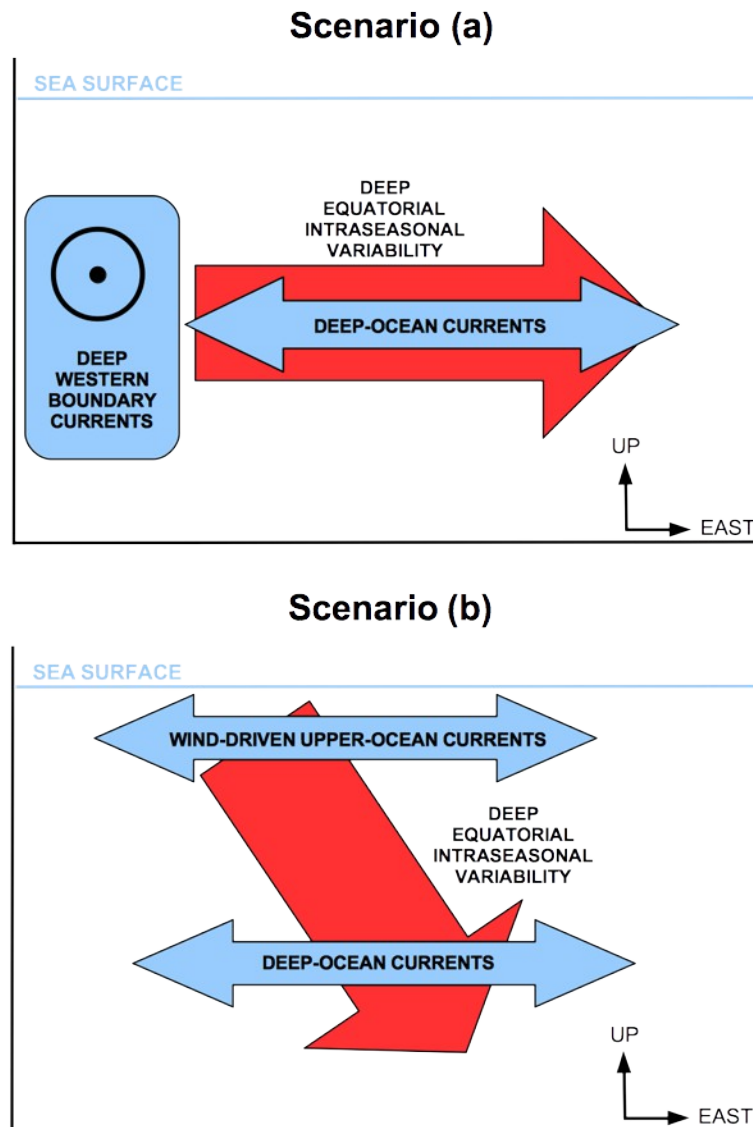 Scenario (a)
SEA SURFACE
DEEP
EQUATORIAL
INTRASEASONAL
VARIABILITY
DEEP-OCEAN CURRENTS
DEEP
WESTERN
BOUNDARY
CURRENTS
UP
EAST
Scenario (b)
SEA SURFACE
WIND-DRIVEN UPPER-OCEAN CURRENTS
DEEP
EQUATORIAL
INTRASEASONAL
VARIABILITY
DEEP-OCEAN CURRENTS
UP
EAST